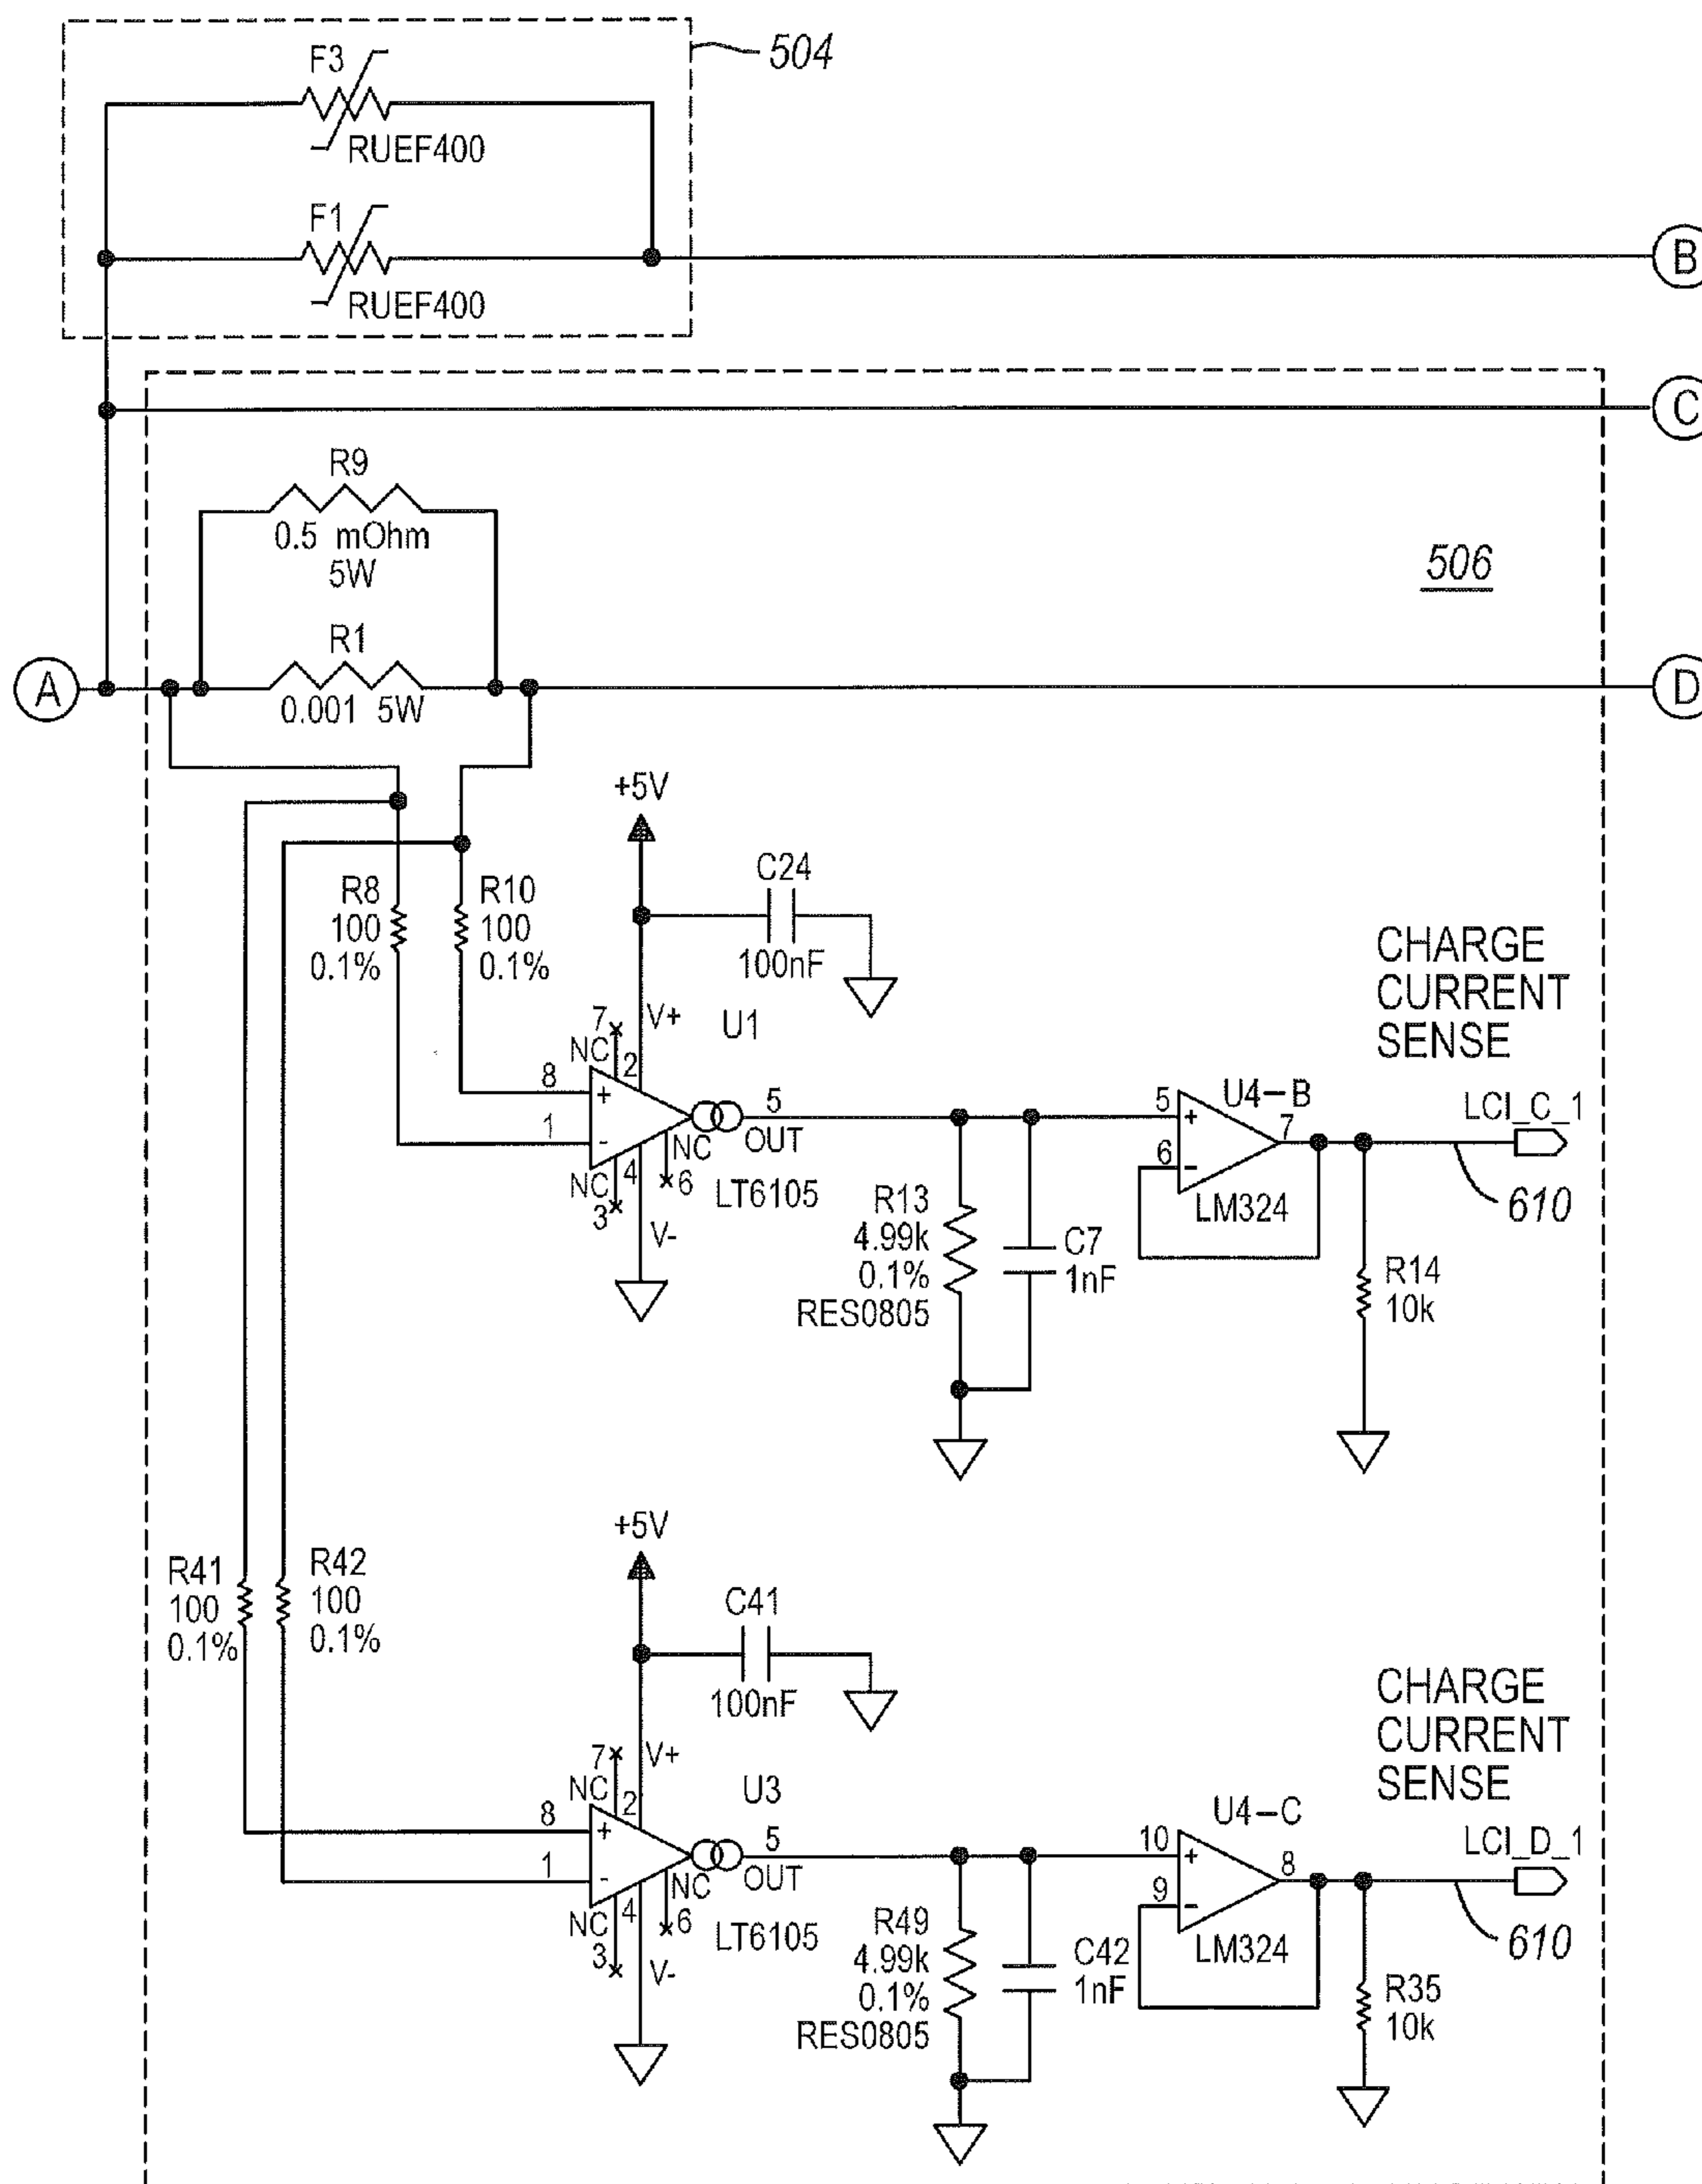 504
F3
RUEF400
F1
RUEF400
B
C
R9
0.5 mOhm
5W
506
R1
A
0.001 5W
D
+5V
C24
100nF
R8
100
0.1%
R10
100
0.1%
CHARGE
CURRENT
SENSE
7
NC
2
V+
U1
8
+
1
-
5
OUT
NC
6
NC
3
4
V-
LT6105
R13
4.99k
0.1%
RES0805
C7
1nF
5
+
6
-
U4-B
7
LM324
LCI_C_1
610
R14
10k
+5V
C41
100nF
R41
100
0.1%
R42
100
0.1%
CHARGE
CURRENT
SENSE
7
NC
2
V+
U3
8
+
1
-
5
OUT
NC
6
NC
3
4
V-
LT6105
R49
4.99k
0.1%
RES0805
C42
1nF
10
+
9
-
U4-C
8
LM324
LCI_D_1
610
R35
10k